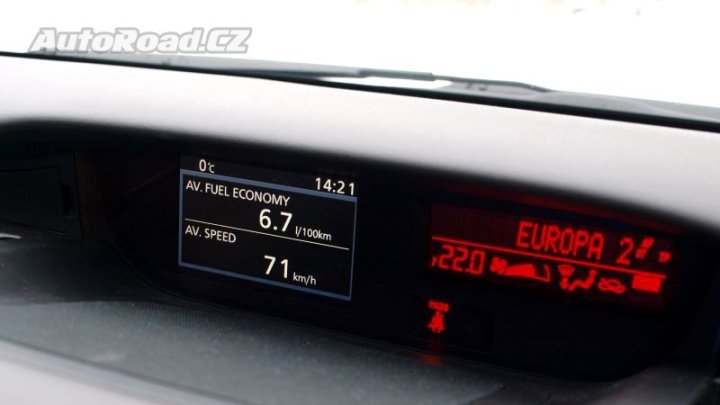 AutoRoad.CZ
0°C 14:21
AV. FUEL ECONOMY
6.7 l/100km
AV. SPEED
71 km/h
EUROPA 2
22.0